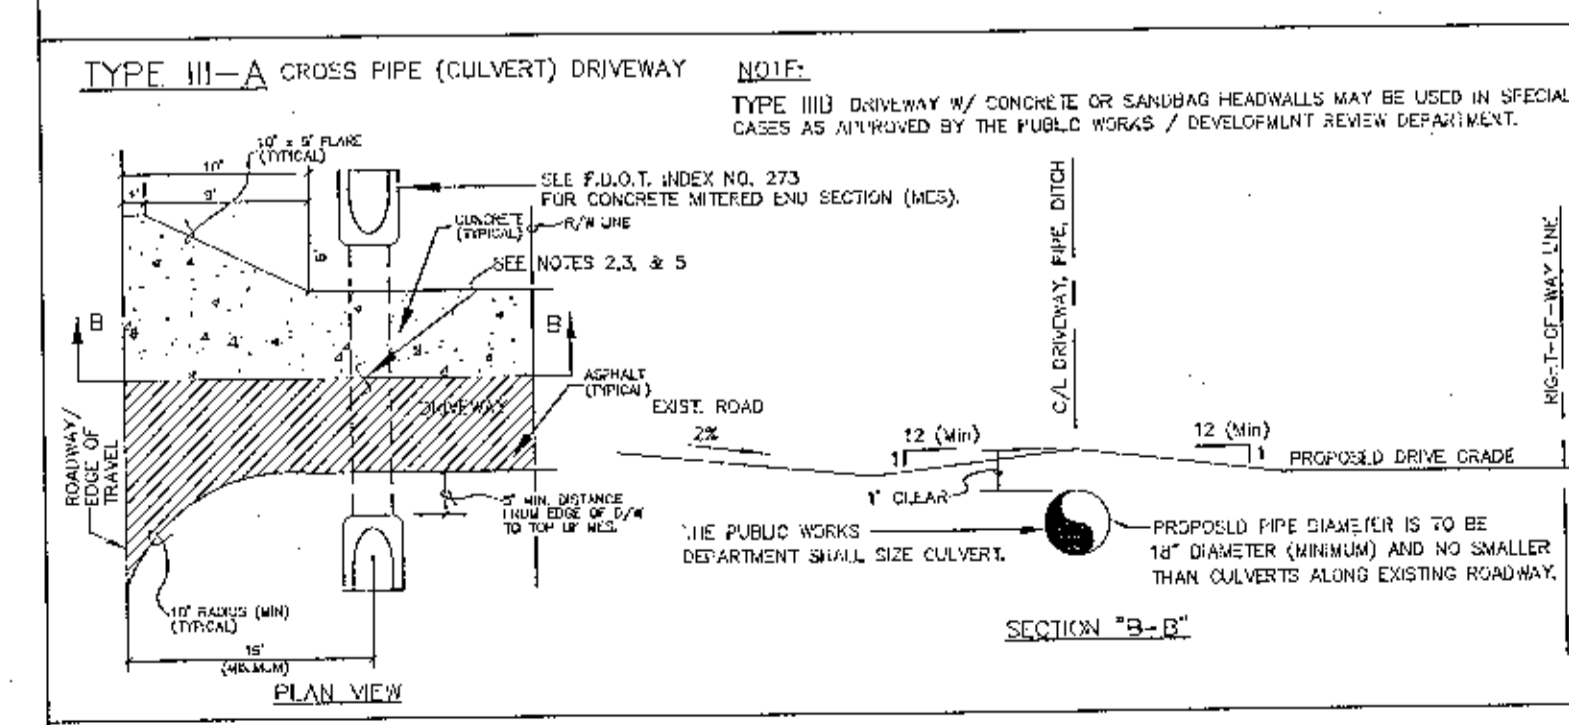 TYPE III-A CROSS PIPE (CULVERT) DRIVEWAY
NOTE:
TYPE IIIB DRIVEWAY W/ CONCRETE OR SANDBAG HEADWALLS MAY BE USED IN SPECIAL
CASES AS APPROVED BY THE PUBLIC WORKS / DEVELOPMENT REVIEW DEPARTMENT.
10' x 5' FLARE
(TYPICAL)
10'
1'
9'
SEE F.D.O.T. INDEX NO. 273
FOR CONCRETE MITERED END SECTION (MES).
CONCRETE
(TYPICAL)
R/W LINE
SEE NOTES 2,3, & 5
B
B
ASPHALT
(TYPICAL)
DRIVEWAY
ROADWAY/
EDGE OF
TRAVEL
5' MIN. DISTANCE
FROM EDGE OF D/W
TO TOP OF MES.
10' RADIUS (MIN)
(TYPICAL)
15'
(MINIMUM)
PLAN VIEW
C/L DRIVEWAY, PIPE, DITCH
RIGHT-OF-WAY LINE
EXIST. ROAD
2%
12 (Min)
1
12 (Min)
1
PROPOSED DRIVE GRADE
1' CLEAR
THE PUBLIC WORKS
DEPARTMENT SHALL SIZE CULVERT.
PROPOSED PIPE DIAMETER IS TO BE
18" DIAMETER (MINIMUM) AND NO SMALLER
THAN CULVERTS ALONG EXISTING ROADWAY.
SECTION "B-B"